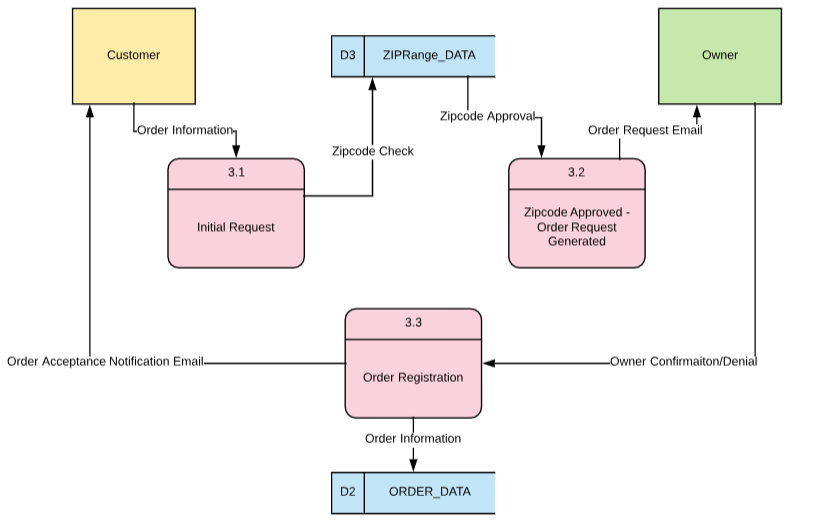 Customer
D3
ZIPRange_DATA
Owner
Order Information
Zipcode Approval
Order Request Email
Zipcode Check
3.1
Initial Request
3.2
Zipcode Approved -
Order Request
Generated
3.3
Order Registration
Order Acceptance Notification Email
Owner Confirmaiton/Denial
Order Information
D2
ORDER_DATA